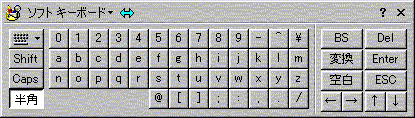 ソフトキーボード ? ×
0 1 2 3 4 5 6 7 8 9 - ^ ¥ BS Del
Shift a b c d e f g h i j k l m 変換 Enter
Caps n o p q r s t u v w x y z 空白 ESC
半角 @ [ ] ; : , . / ← → ↑ ↓